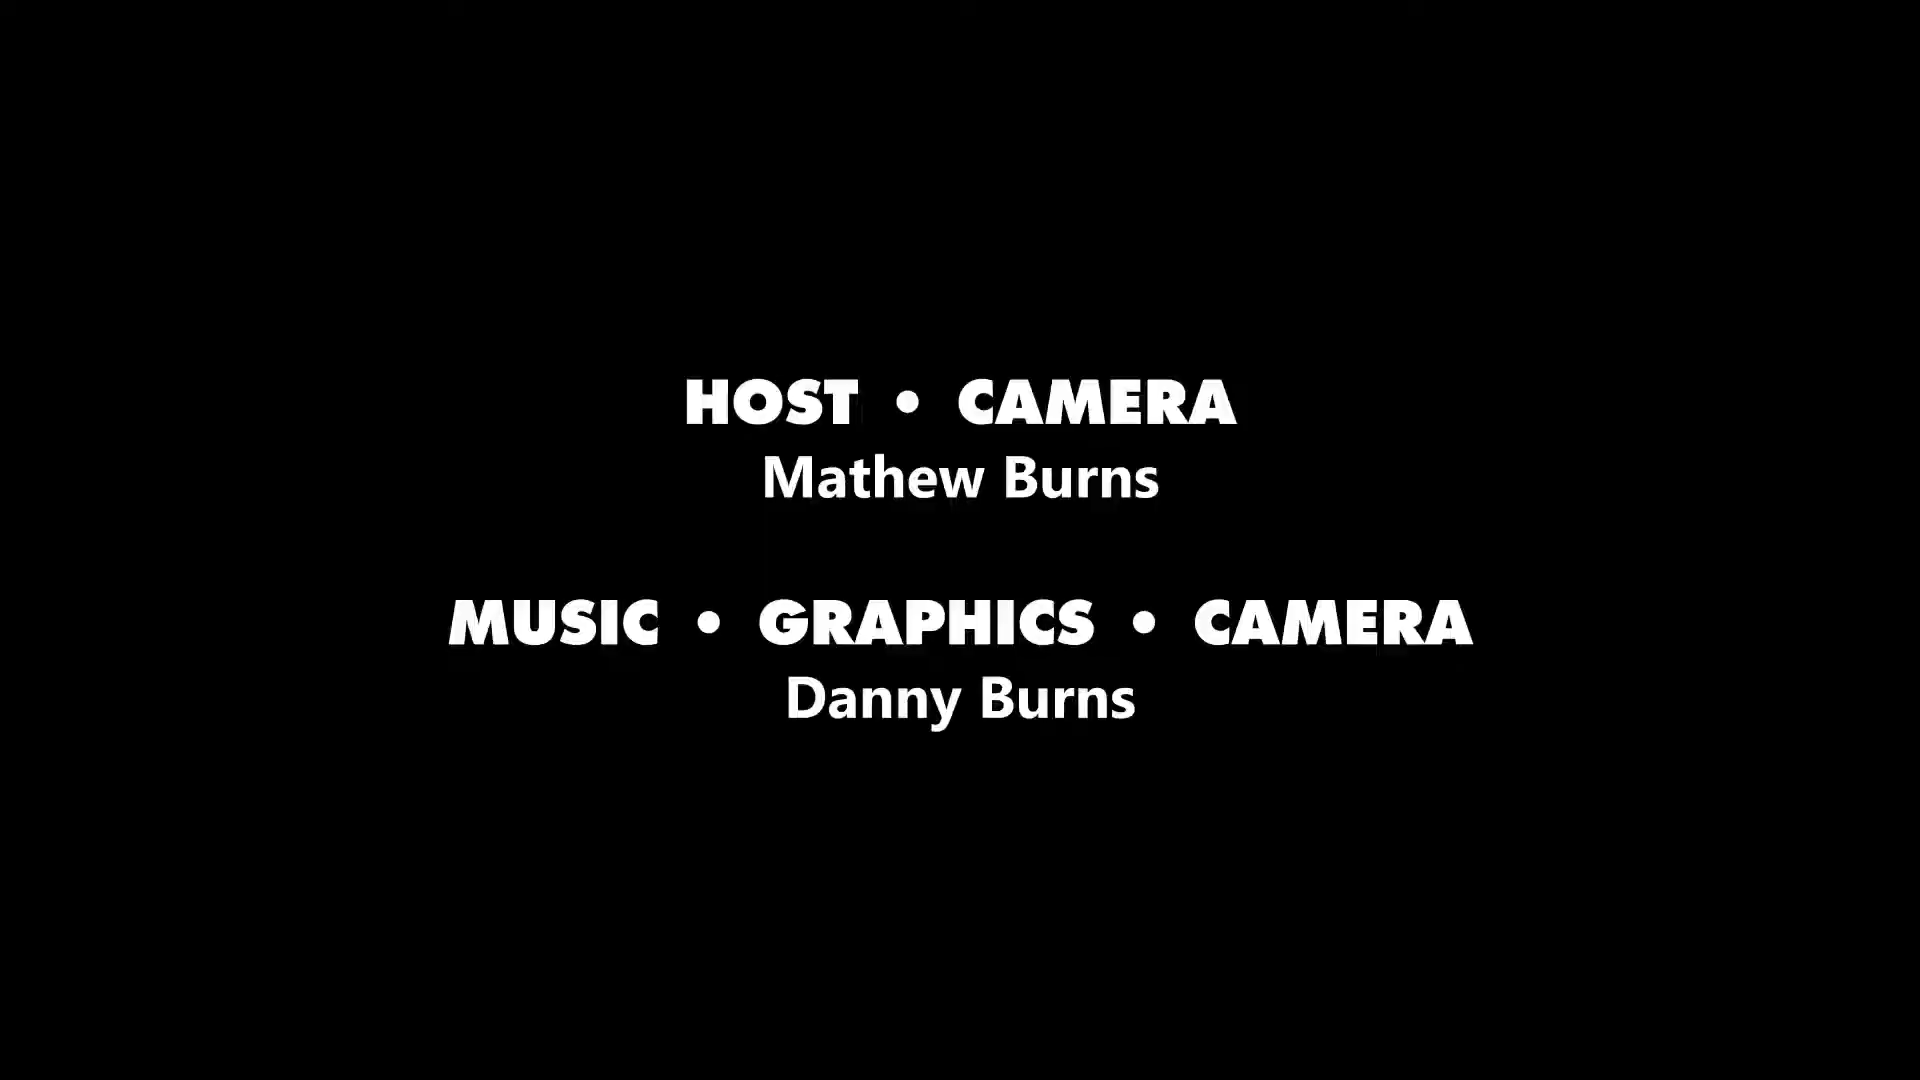 HOST • CAMERA
Mathew Burns
MUSIC • GRAPHICS • CAMERA
Danny Burns